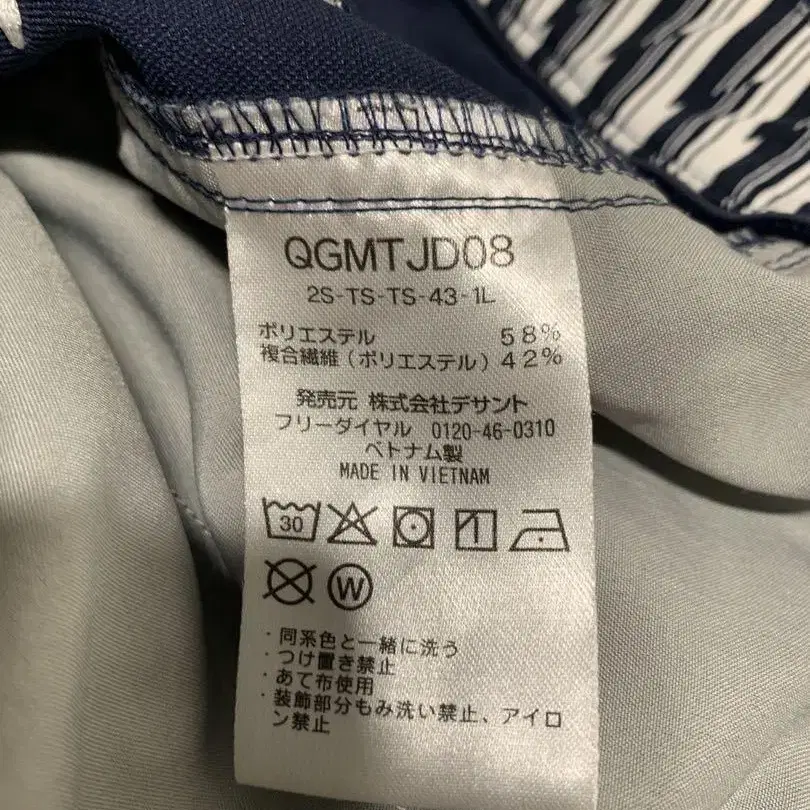 QGMTJD08
2S-TS-TS-43-1L
ポリエステル 58%
複合繊維(ポリエステル)42%
発売元 株式会社デサント
フリーダイヤル 0120-46-0310
ベトナム製
MADE IN VIETNAM
30
W
・同系色と一緒に洗う
・つけ置き禁止
・あて布使用
・装飾部分もみ洗い禁止、アイロ
ン禁止